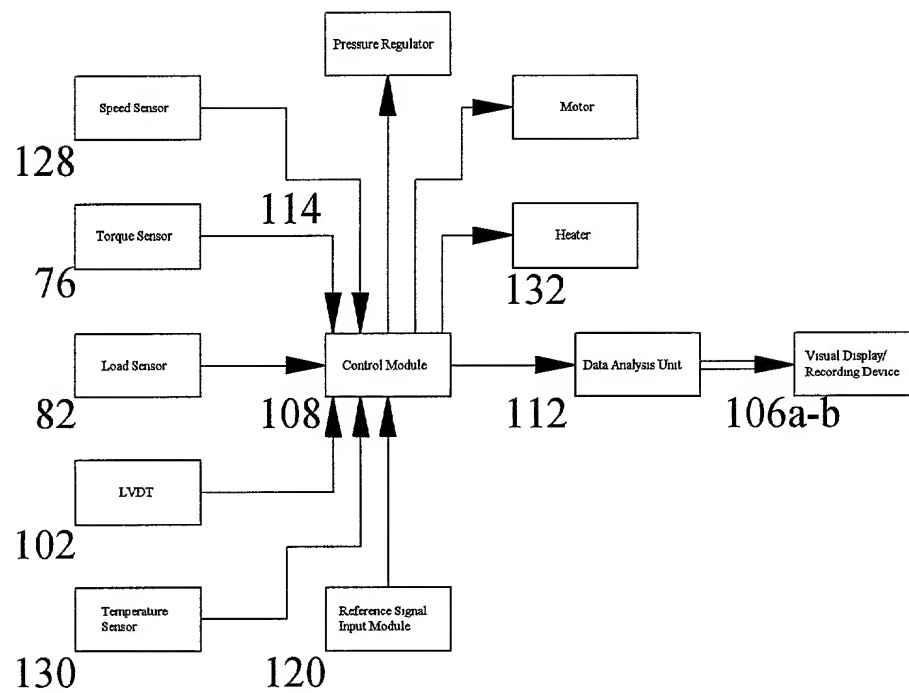 Pressure Regulator
Speed Sensor
Motor
128
114
Torque Sensor
Heater
76
132
Load Sensor
Control Module
Data Analysis Unit
Visual Display/
Recording Device
82
108
112
106a-b
LVDT
102
Temperature
Sensor
Reference Signal
Input Module
130
120